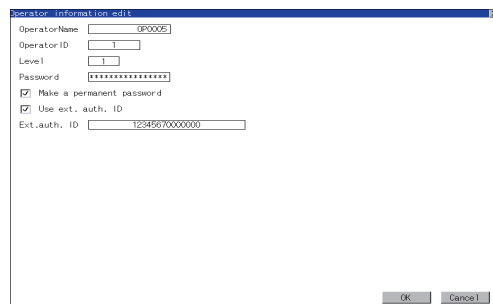 Operator information edit
OperatorName OP0005
OperatorID 1
Level 1
Password ****************
Make a permanent password
Use ext. auth. ID
Ext.auth. ID 12345670000000
OK Cancel